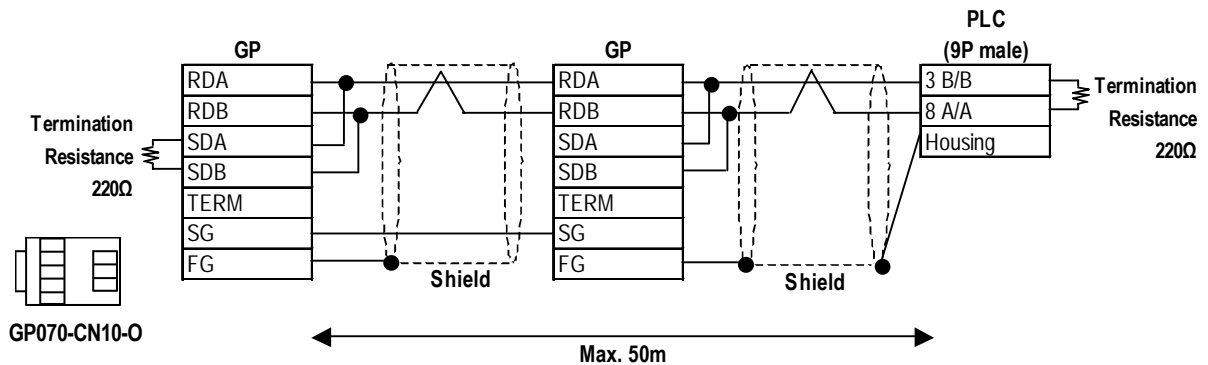 PLC
(9P male)
GP
GP
RDA
RDB
SDA
SDB
TERM
SG
FG
RDA
RDB
SDA
SDB
TERM
SG
FG
3 B/B
8 A/A
Housing
Termination
Resistance
220Ω
Termination
Resistance
220Ω
Shield
Shield
GP070-CN10-O
Max. 50m